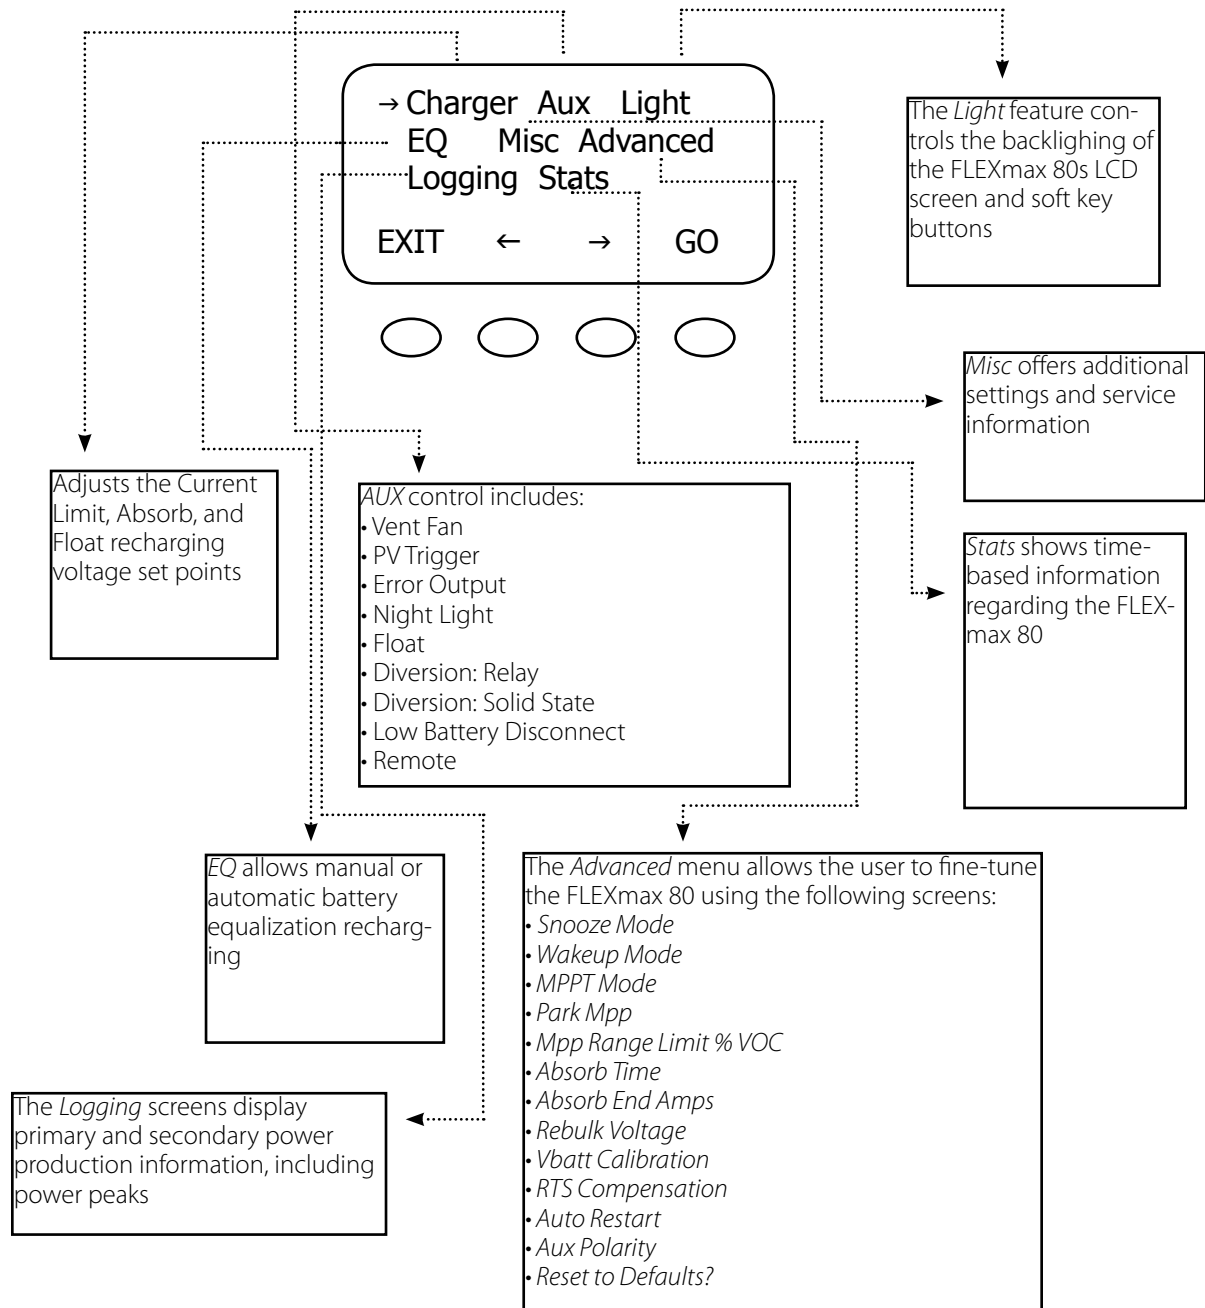 → Charger Aux Light
EQ Misc Advanced
Logging Stats
EXIT ← → GO
The Light feature con-
trols the backlighing of
the FLEXmax 80s LCD
screen and soft key
buttons
Misc offers additional
settings and service
information
Adjusts the Current
Limit, Absorb, and
Float recharging
voltage set points
AUX control includes:
• Vent Fan
• PV Trigger
• Error Output
• Night Light
• Float
• Diversion: Relay
• Diversion: Solid State
• Low Battery Disconnect
• Remote
Stats shows time-
based information
regarding the FLEX-
max 80
EQ allows manual or
automatic battery
equalization recharg-
ing
The Advanced menu allows the user to fine-tune
the FLEXmax 80 using the following screens:
• Snooze Mode
• Wakeup Mode
• MPPT Mode
• Park Mpp
• Mpp Range Limit % VOC
• Absorb Time
• Absorb End Amps
• Rebulk Voltage
• Vbatt Calibration
• RTS Compensation
• Auto Restart
• Aux Polarity
• Reset to Defaults?
The Logging screens display
primary and secondary power
production information, including
power peaks